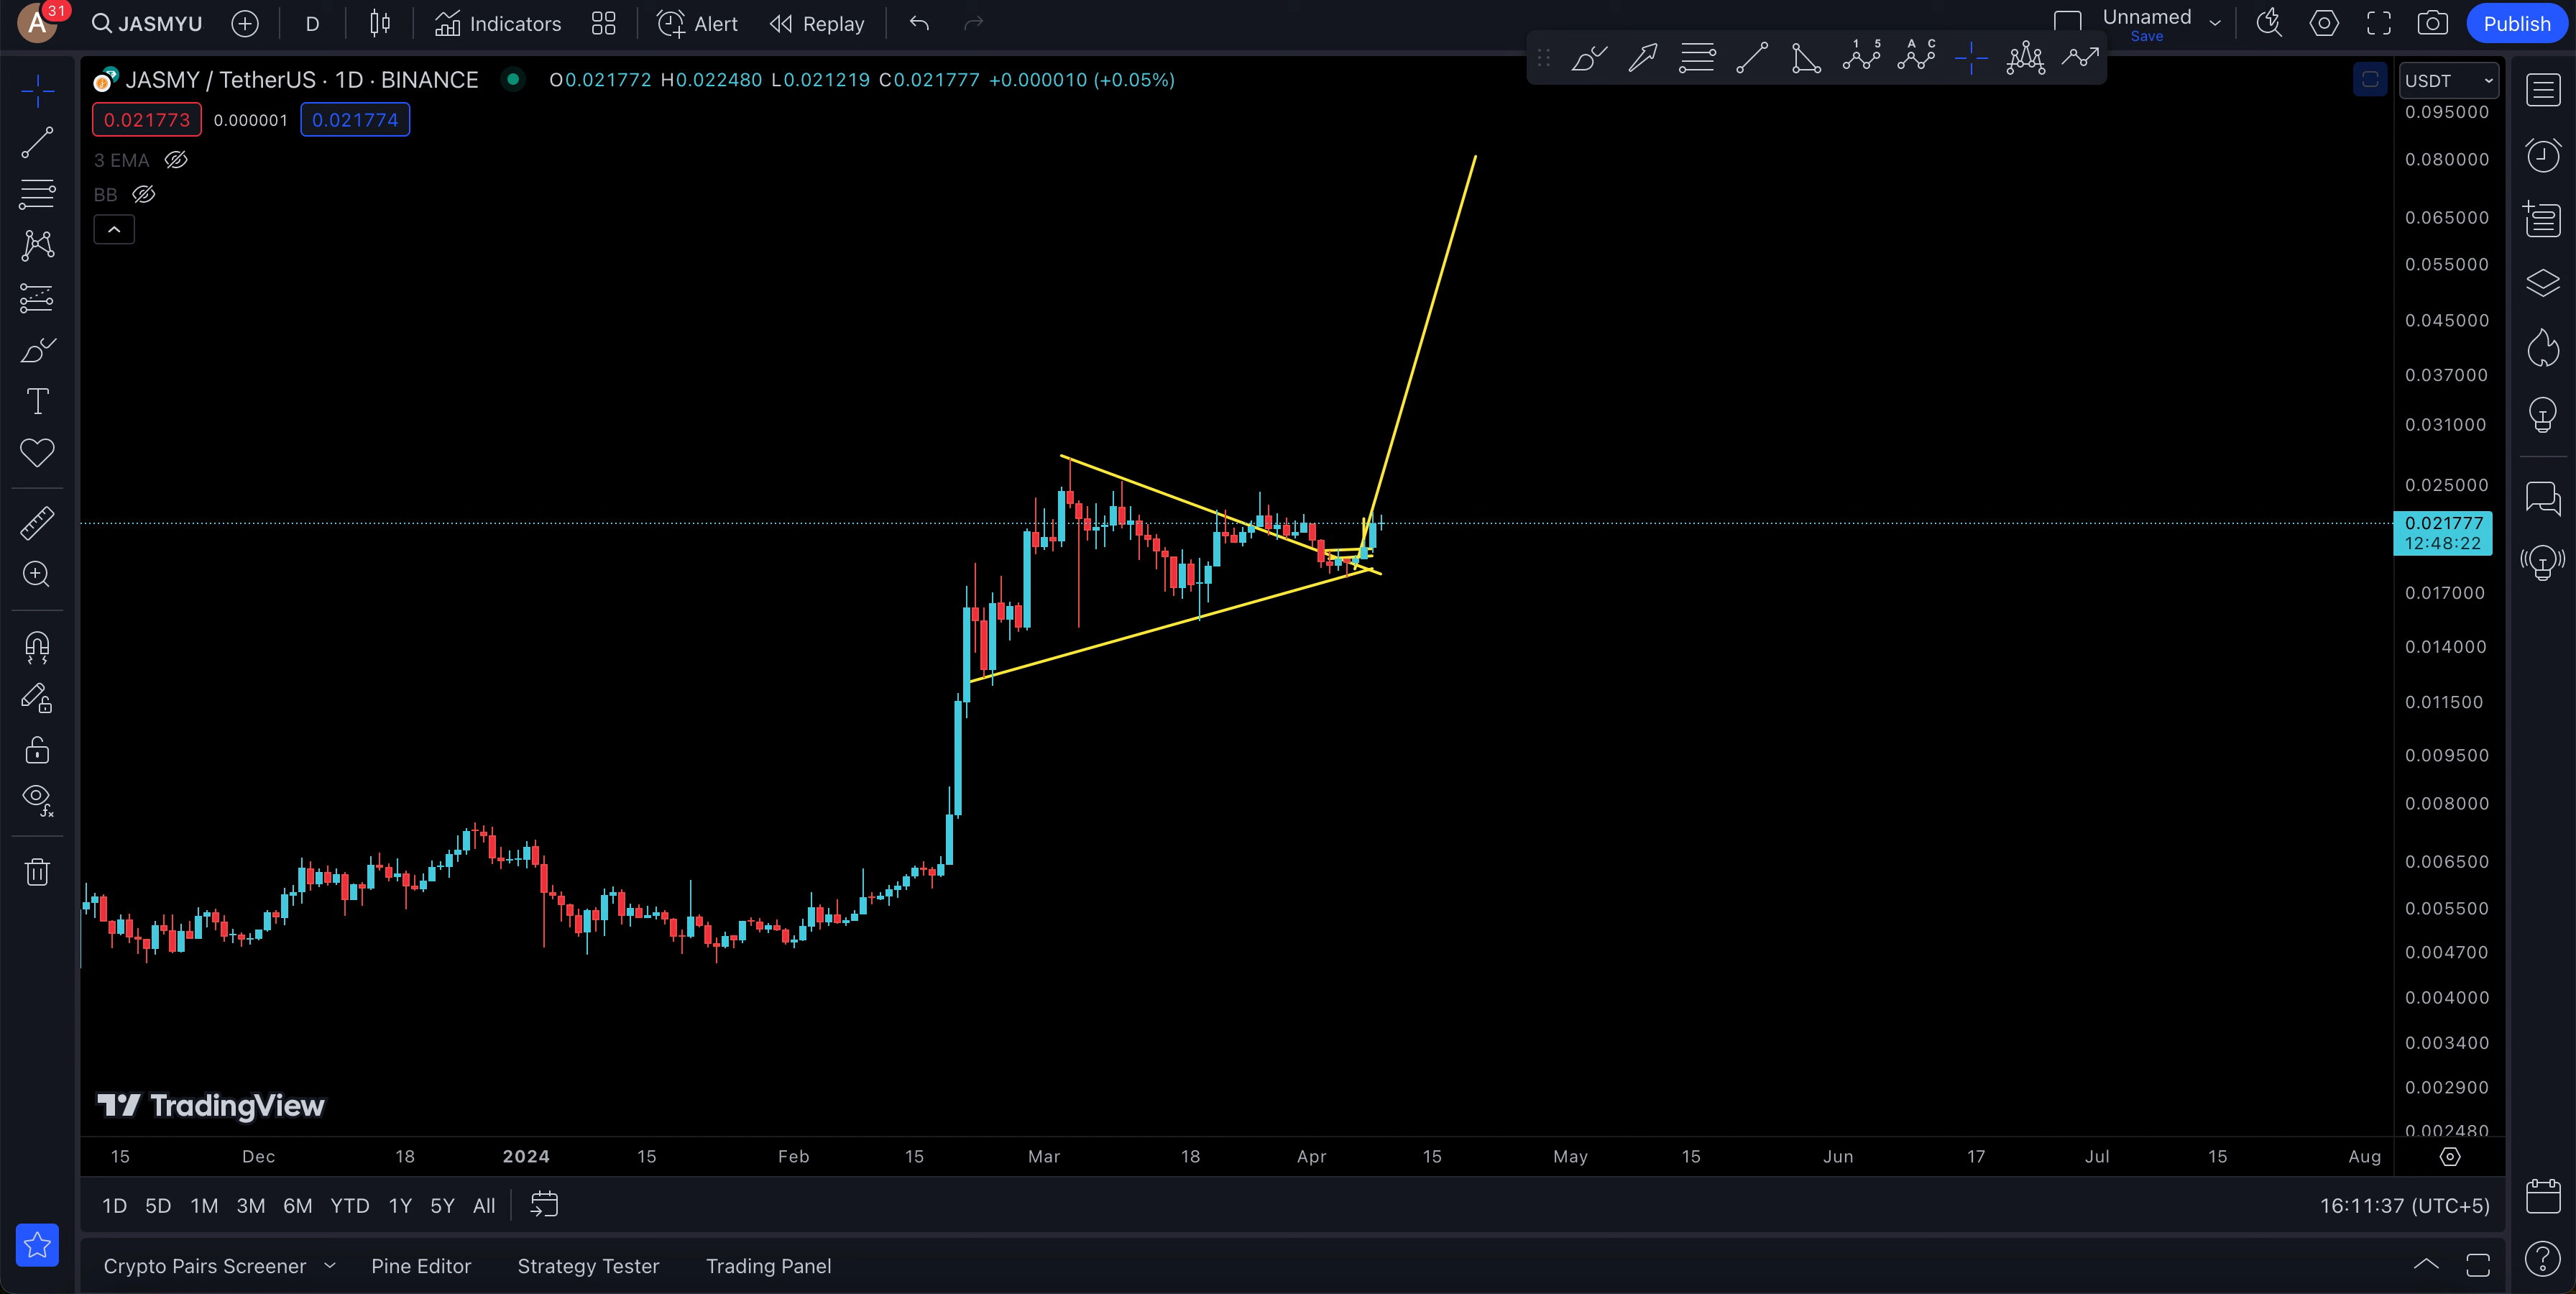 A 31 JASMYU D Indicators Alert Replay Unnamed Save Publish
JASMY / TetherUS · 1D · BINANCE O0.021772 H0.022480 L0.021219 C0.021777 +0.000010 (+0.05%)
0.021773 0.000001 0.021774
3 EMA
BB
1 5 A C
T
USDT
0.095000
0.080000
0.065000
0.055000
0.045000
0.037000
0.031000
0.025000
0.021777
12:48:22
0.017000
0.014000
0.011500
0.009500
0.008000
0.006500
0.005500
0.004700
0.004000
0.003400
0.002900
0.002480
TradingView
15 Dec 18 2024 15 Feb 15 Mar 18 Apr 15 May 15 Jun 17 Jul 15 Aug
1D 5D 1M 3M 6M YTD 1Y 5Y All 16:11:37 (UTC+5)
Crypto Pairs Screener Pine Editor Strategy Tester Trading Panel